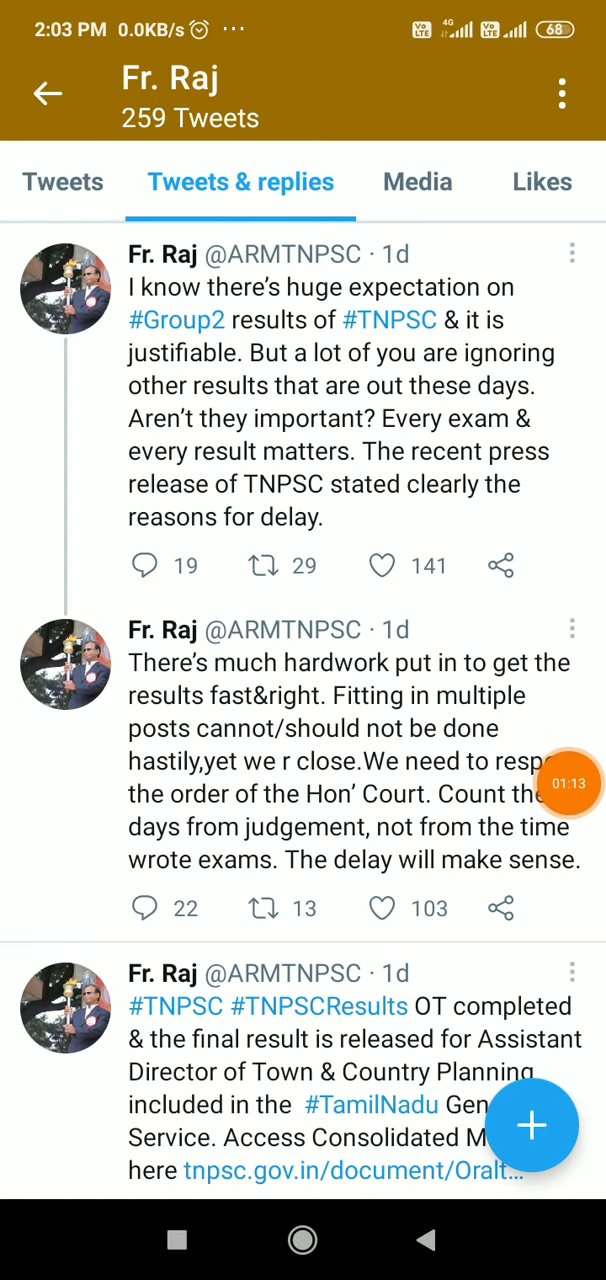 2:03 PM 0.0KB/s ...
Vo LTE 4G Vo LTE 68
Fr. Raj
259 Tweets
Tweets Tweets & replies Media Likes
Fr. Raj @ARMTNPSC · 1d
I know there's huge expectation on
#Group2 results of #TNPSC & it is
justifiable. But a lot of you are ignoring
other results that are out these days.
Aren't they important? Every exam &
every result matters. The recent press
release of TNPSC stated clearly the
reasons for delay.
19 29 141
Fr. Raj @ARMTNPSC · 1d
There's much hardwork put in to get the
results fast&right. Fitting in multiple
posts cannot/should not be done
hastily,yet we r close.We need to
the order of the Hon' Court. Count
01:13
days from judgement, not from the time
wrote exams. The delay will make sense.
22 13 103
Fr. Raj @ARMTNPSC · 1d
#TNPSC #TNPSCResults OT completed
& the final result is released for Assistant
Director of Town & Country Planning
included in the #TamilNadu
Service. Access Consolidated
here tnpsc.gov.in/document/Oralt...